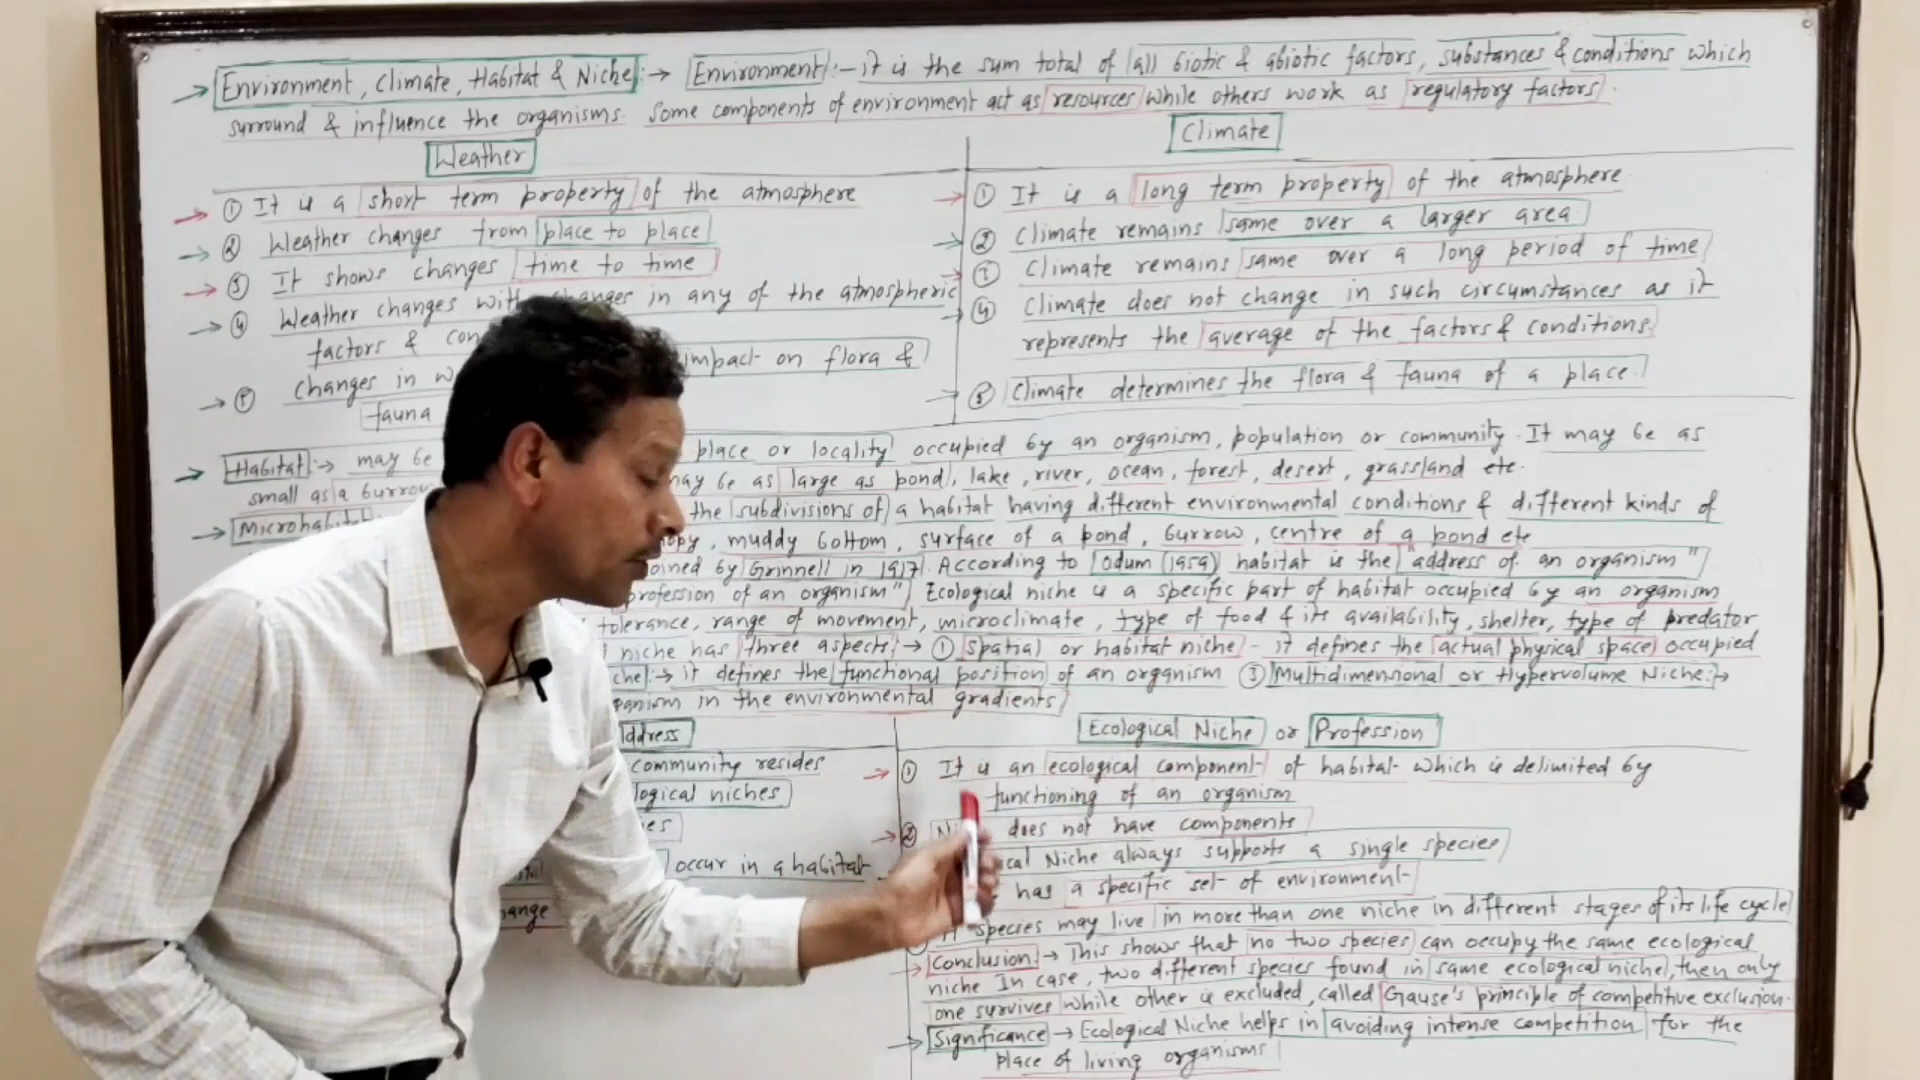 Environment, Climate, Habitat & Niche :→ Environment :- it is the sum total of all biotic & abiotic factors, substances & conditions which
surround & influence the organisms. Some components of environment act as resources while others work as regulatory factors.
Weather
① It is a short term property of the atmosphere
② Weather changes from place to place
③ It shows changes time to time
④ Weather changes with changes in any of the atmospheric
factors & con
⑤ changes in w impact on flora &
fauna
Climate
① It is a long term property of the atmosphere
② Climate remains same over a larger area
③ Climate remains same over a long period of time
④ Climate does not change in such circumstances as it
represents the average of the factors & conditions.
⑤ Climate determines the flora & fauna of a place.
Habitat :→ may be place or locality occupied by an organism, population or community. It may be as
small as a burrow may be as large as pond, lake, river, ocean, forest, desert, grassland etc.
Microhabitat the subdivisions of a habitat having different environmental conditions & different kinds of
opy, muddy bottom, surface of a pond, burrow, centre of a pond etc
oined by Grinnell in 1917. According to Odum (1959) habitat is the "address of an organism"
profession of an organism") Ecological niche is a specific part of habitat occupied by an organism
tolerance, range of movement, microclimate, type of food & its availability, shelter, type of predator
niche has three aspects :→ ① Spatial or habitat niche - it defines the actual physical space occupied
che :→ it defines the functional position of an organism ③ Multidimensional or Hypervolume Niche :→
ganism in the environmental gradients
ddress
community resides
logical niches
ies
occur in a habitat
hange
Ecological Niche or Profession
① It is an ecological component of habitat which is delimited by
functioning of an organism
② Ni does not have components
cal Niche always supports a single species
has a specific set of environment
species may live in more than one niche in different stages of its life cycle
Conclusion → This shows that no two species can occupy the same ecological
niche In case, two different species found in same ecological niche, then only
one survives while other is excluded, called Gause's principle of competitive exclusion.
Significance → Ecological Niche helps in avoiding intense competition for the
place of living organisms